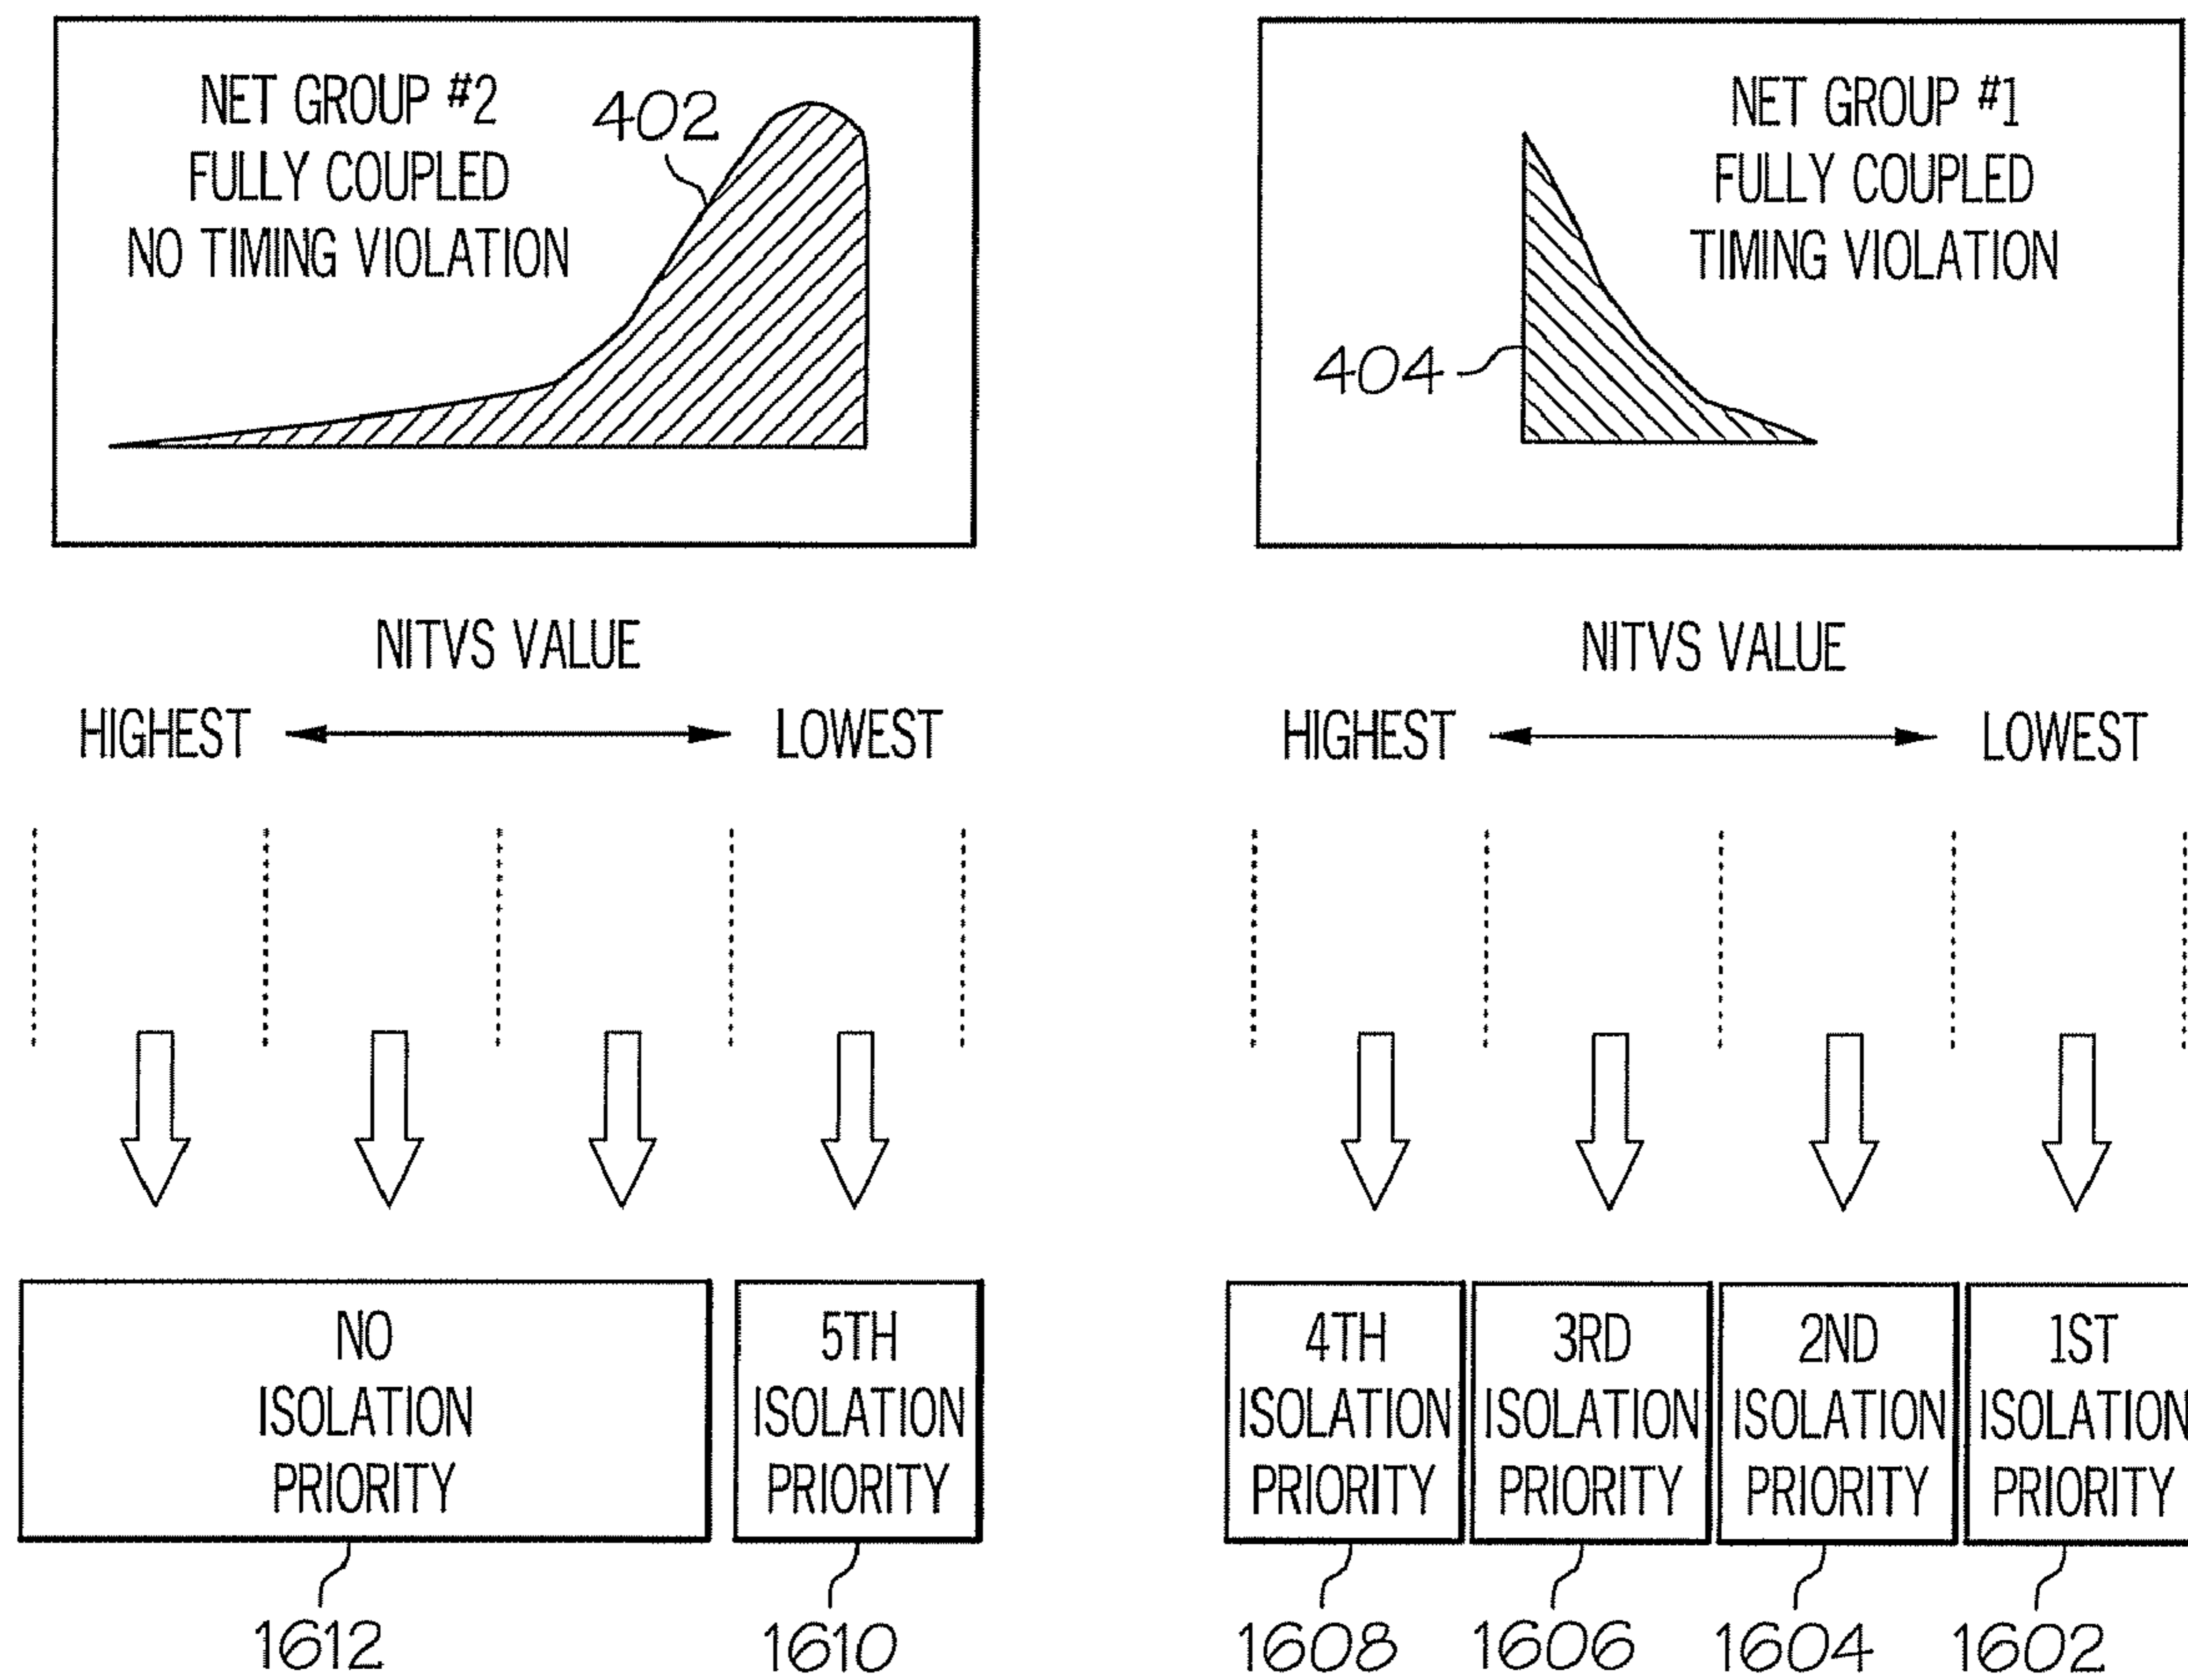 NET GROUP #2
FULLY COUPLED
NO TIMING VIOLATION
402
NET GROUP #1
FULLY COUPLED
TIMING VIOLATION
404
NITVS VALUE
HIGHEST
LOWEST
NITVS VALUE
HIGHEST
LOWEST
NO
ISOLATION
PRIORITY
5TH
ISOLATION
PRIORITY
4TH
ISOLATION
PRIORITY
3RD
ISOLATION
PRIORITY
2ND
ISOLATION
PRIORITY
1ST
ISOLATION
PRIORITY
1612
1610
1608
1606
1604
1602